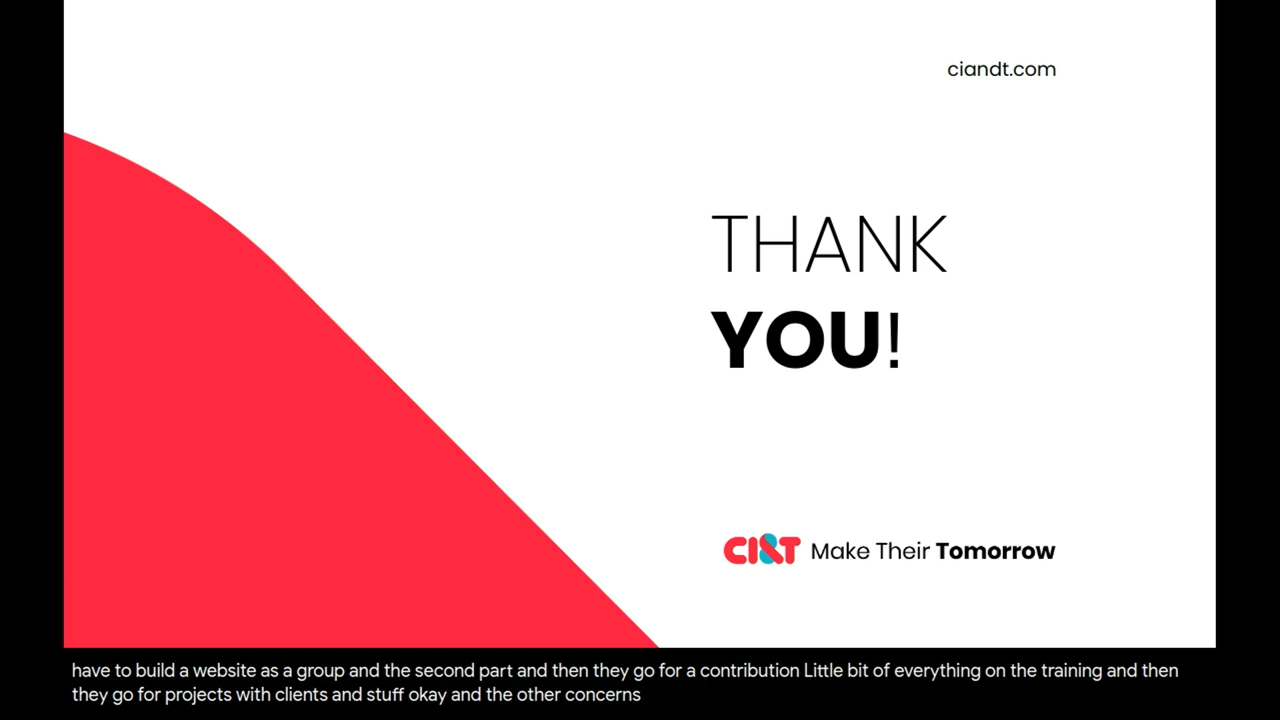 ciandt.com
THANK
YOU!
CI&T Make Their Tomorrow
have to build a website as a group and the second part and then they go for a contribution Little bit of everything on the training and then
they go for projects with clients and stuff okay and the other concerns